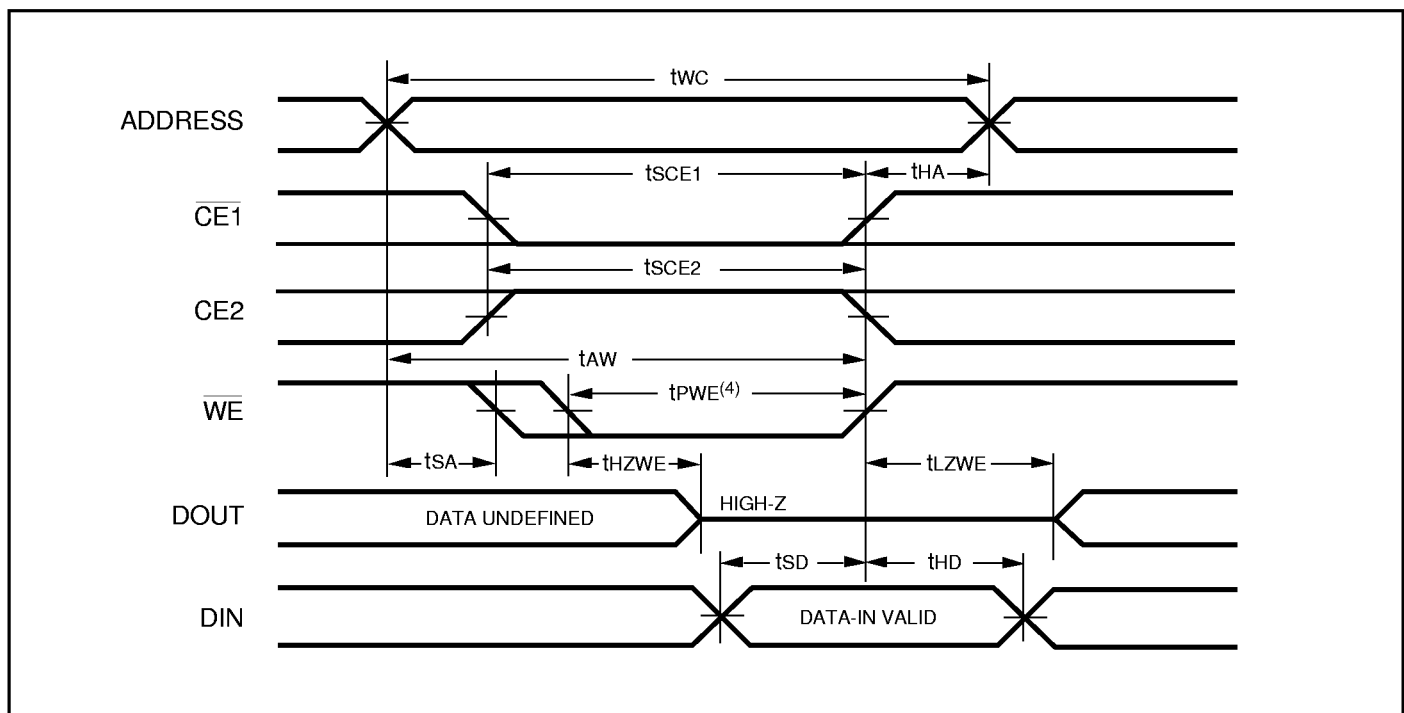 tWC
ADDRESS
tSCE1
tHA
CE1
tSCE2
CE2
tAW
tPWE(4)
WE
tSA
tHZWE
tLZWE
DOUT
DATA UNDEFINED
HIGH-Z
tSD
tHD
DIN
DATA-IN VALID